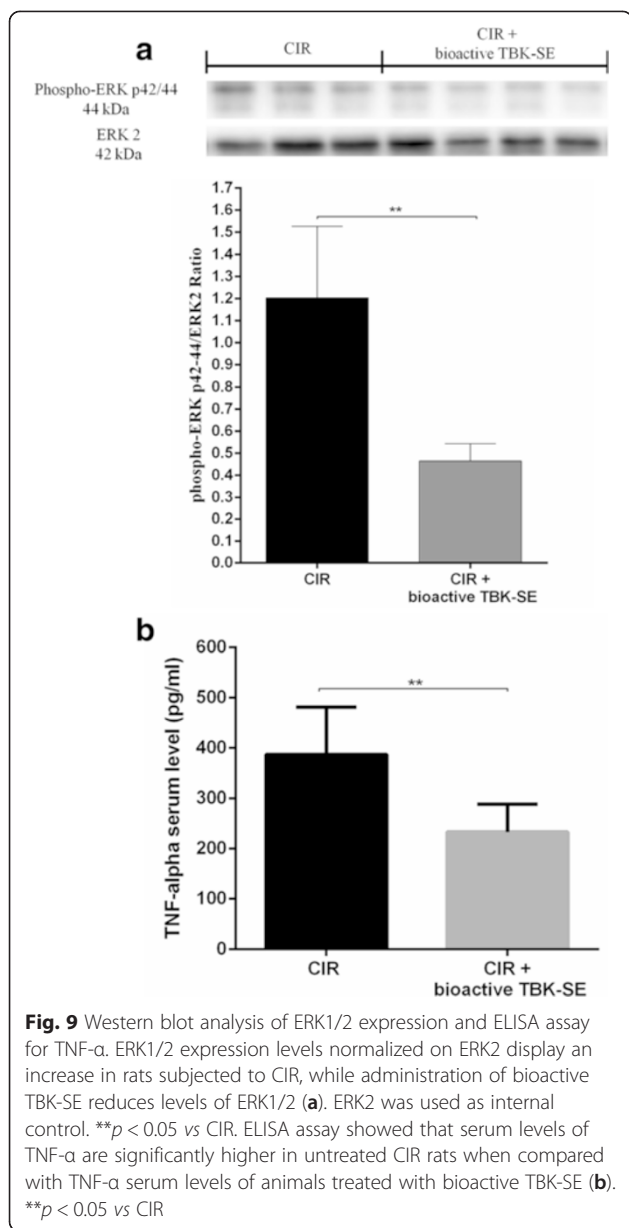 a
CIR
CIR +
bioactive TBK-SE
Phospho-ERK p42/44
44 kDa
ERK 2
42 kDa
**
phospho-ERK p42-44/ERK2 Ratio
1.6
1.5
1.4
1.3
1.2
1.1
1.0
0.9
0.8
0.7
0.6
0.5
0.4
0.3
0.2
0.1
0.0
CIR
CIR +
bioactive TBK-SE
b
**
TNF-alpha serum level (pg/ml)
600
500
400
300
200
100
0
CIR
CIR +
bioactive TBK-SE
Fig. 9 Western blot analysis of ERK1/2 expression and ELISA assay
for TNF-α. ERK1/2 expression levels normalized on ERK2 display an
increase in rats subjected to CIR, while administration of bioactive
TBK-SE reduces levels of ERK1/2 (a). ERK2 was used as internal
control. **p < 0.05 vs CIR. ELISA assay showed that serum levels of
TNF-α are significantly higher in untreated CIR rats when compared
with TNF-α serum levels of animals treated with bioactive TBK-SE (b).
**p < 0.05 vs CIR